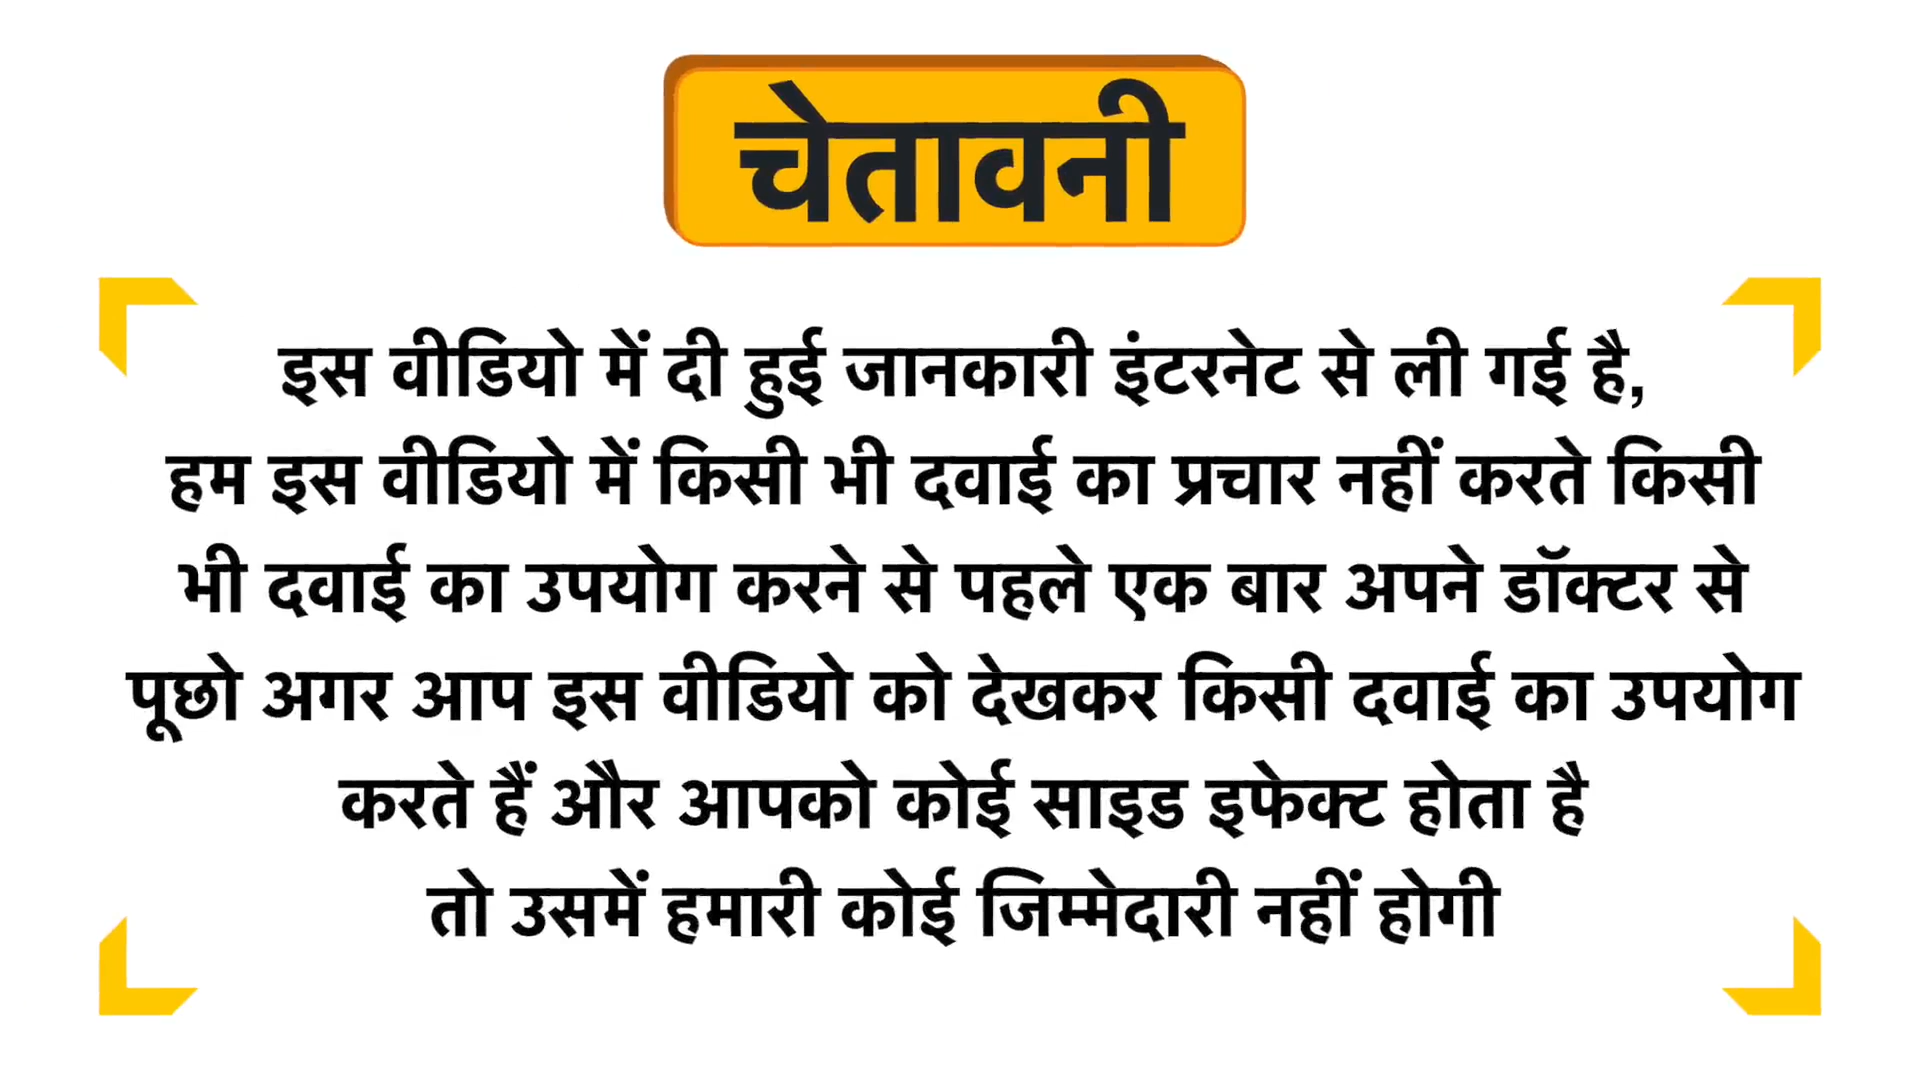 चेतावनी
इस वीडियो में दी हुई जानकारी इंटरनेट से ली गई है,
हम इस वीडियो में किसी भी दवाई का प्रचार नहीं करते किसी
भी दवाई का उपयोग करने से पहले एक बार अपने डॉक्टर से
पूछो अगर आप इस वीडियो को देखकर किसी दवाई का उपयोग
करते हैं और आपको कोई साइड इफेक्ट होता है
तो उसमें हमारी कोई जिम्मेदारी नहीं होगी